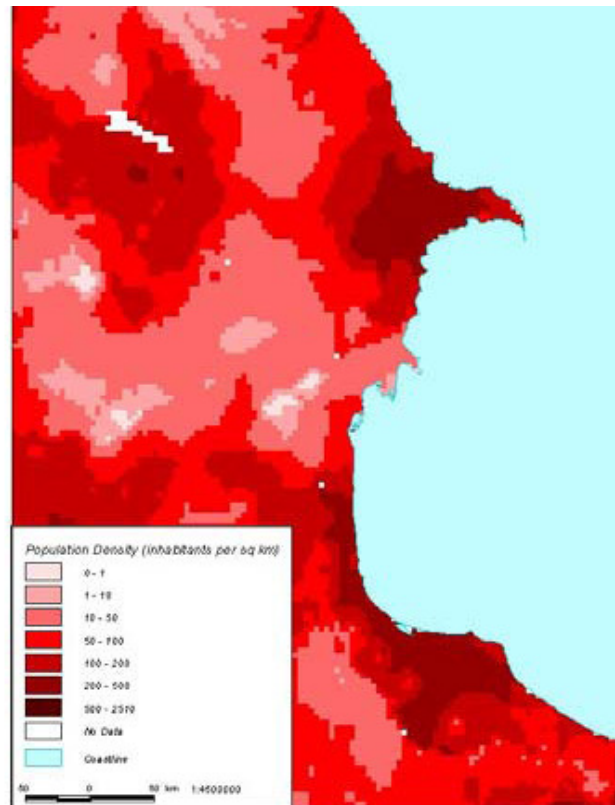 Population Density (inhabitants per sq km)
0 - 1
1 - 10
10 - 50
50 - 100
100 - 200
200 - 500
500 - 2510
No Data
Coastline
50 0 50 km 1:4500000